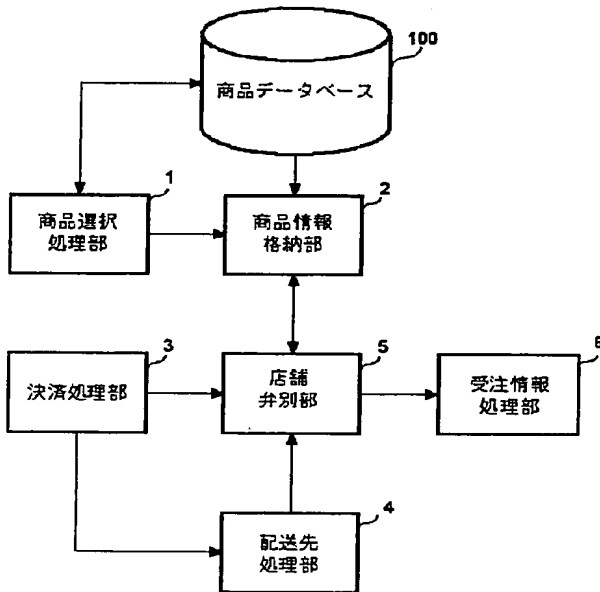 100
商品データベース
1
商品選択
処理部
2
商品情報
格納部
3
決済処理部
5
店舗
弁別部
6
受注情報
処理部
4
配送先
処理部